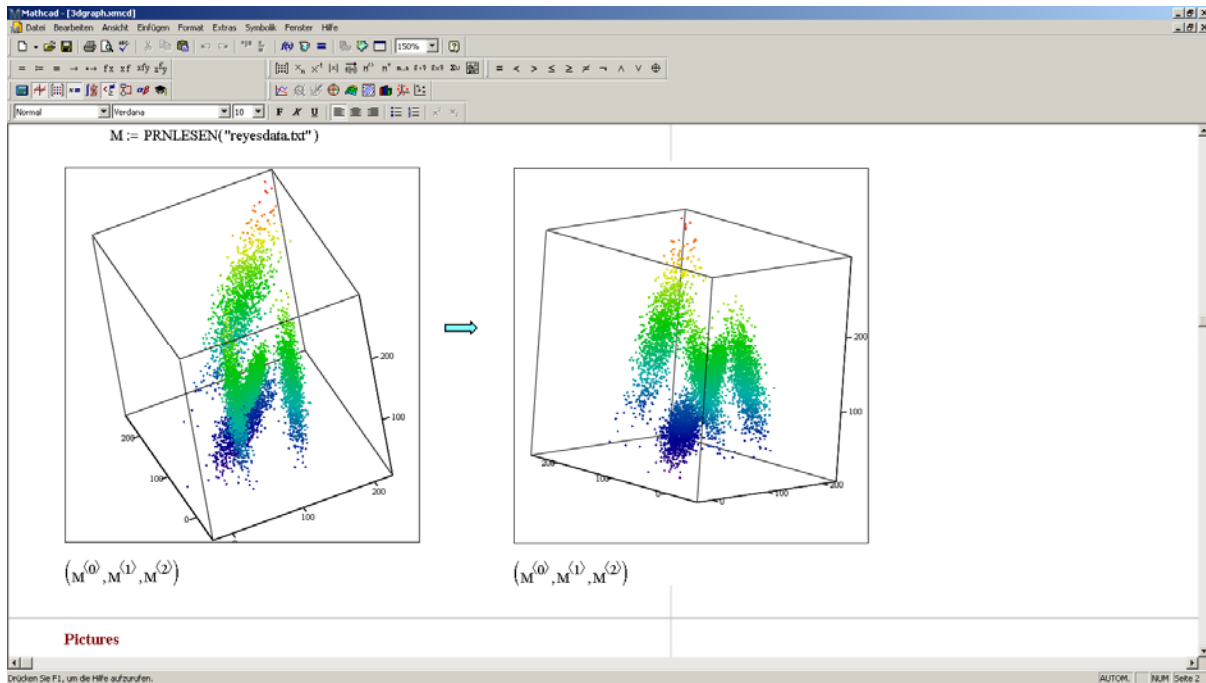 Mathcad - [3dgraph.xmcd]
Datei Bearbeiten Ansicht Einfügen Format Extras Symbolik Fenster Hilfe
150%
Normal Verdana 10 F K U
M := PRNLESEN("reyesdata.txt")
200
100
200
100
0
0
100
200
(M⟨0⟩, M⟨1⟩, M⟨2⟩)
200
100
200
100
0
0
100
200
(M⟨0⟩, M⟨1⟩, M⟨2⟩)
Pictures
Drücken Sie F1, um die Hilfe aufzurufen.
AUTOM. NUM Seite 2